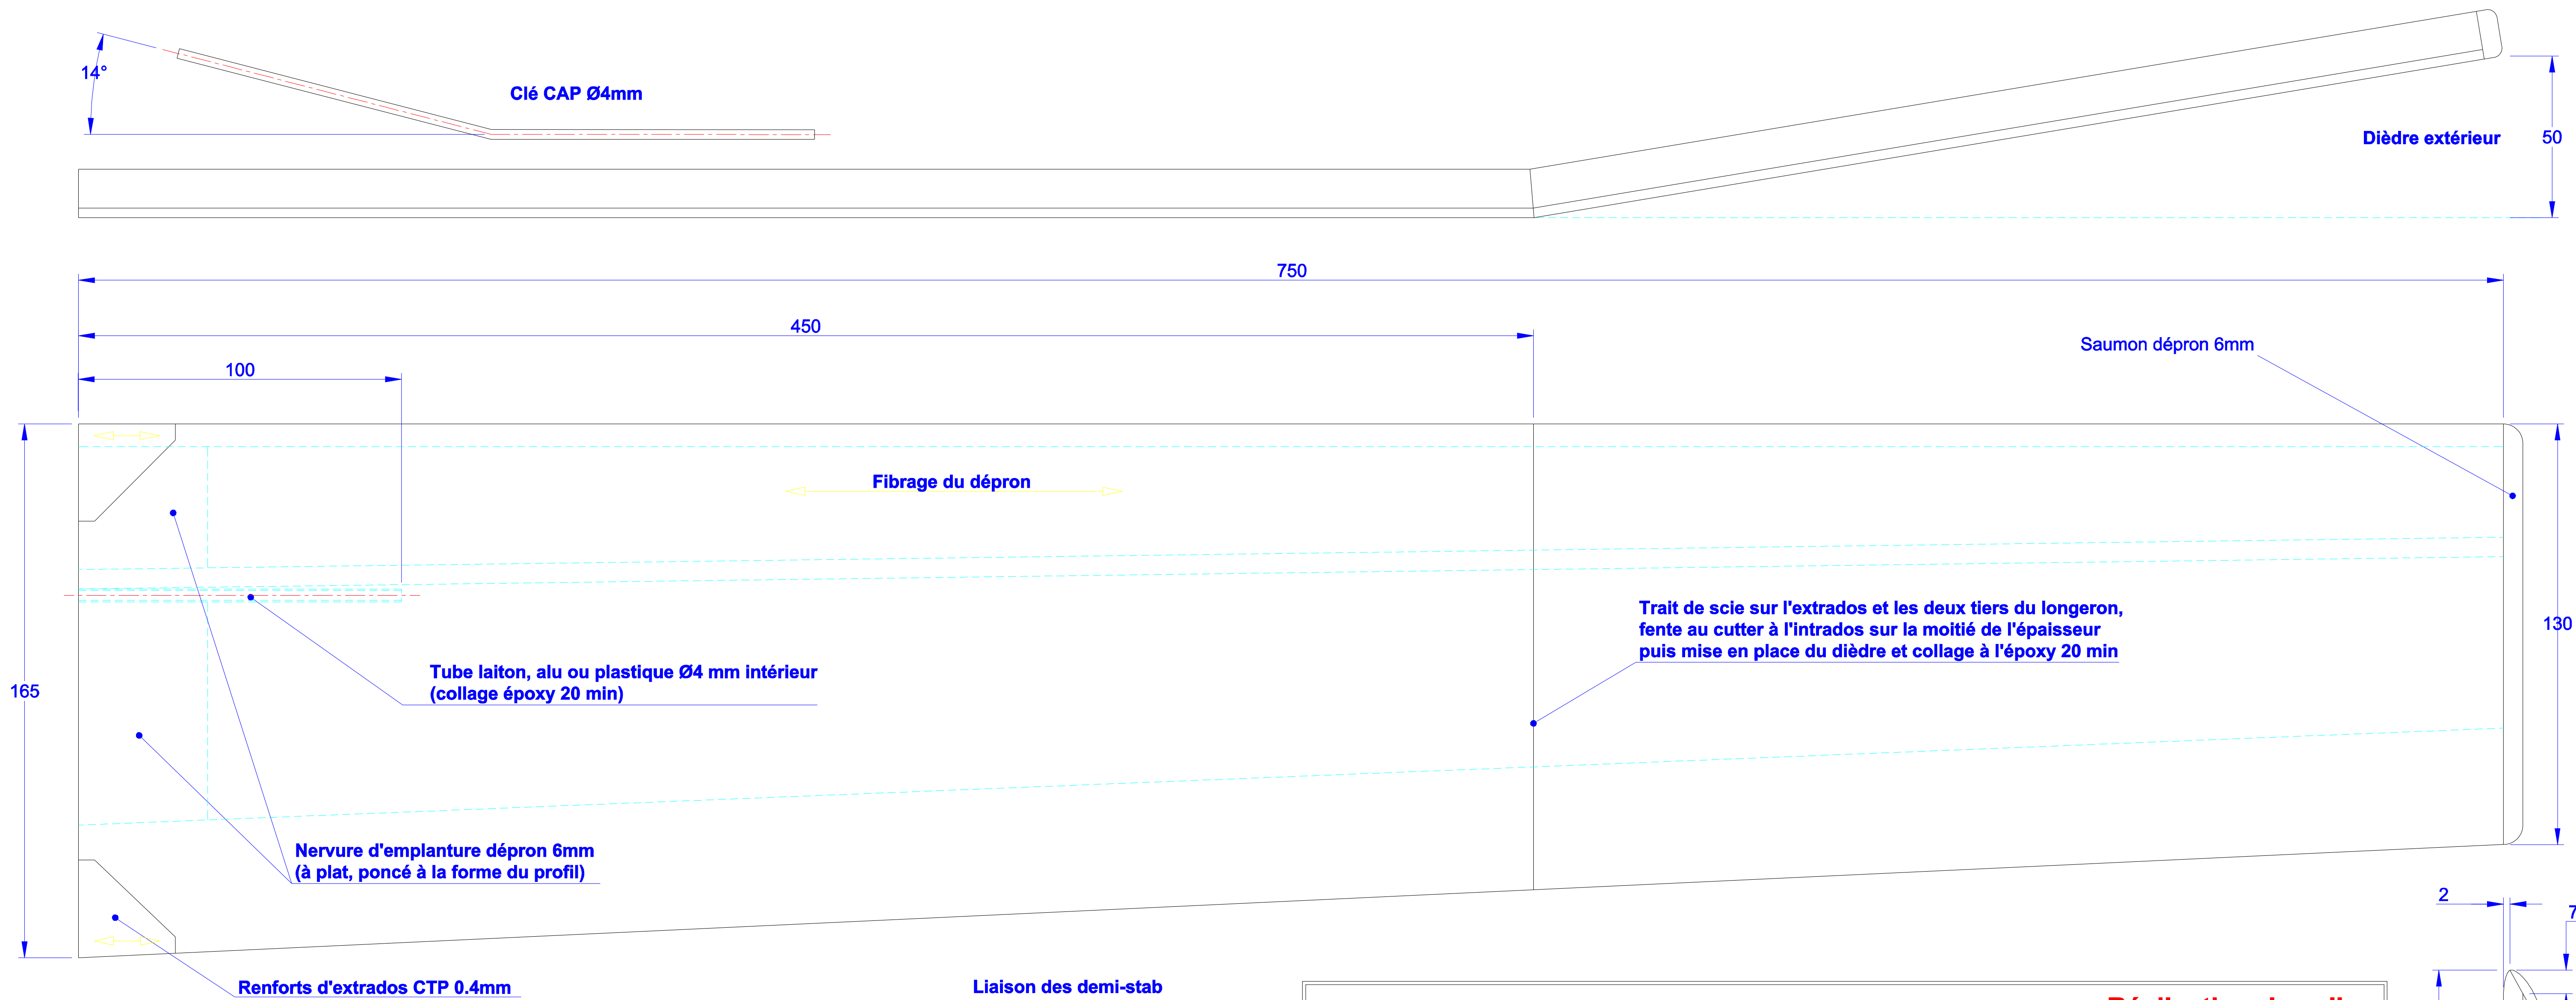 14°
Clé CAP Ø4mm
Dièdre extérieur
50
750
450
100
Saumon dépron 6mm
Fibrage du dépron
165
130
Trait de scie sur l'extrados et les deux tiers du longeron,
fente au cutter à l'intrados sur la moitié de l'épaisseur
puis mise en place du dièdre et collage à l'époxy 20 min
Tube laiton, alu ou plastique Ø4 mm intérieur
(collage époxy 20 min)
Nervure d'emplanture dépron 6mm
(à plat, poncé à la forme du profil)
2
7
Renforts d'extrados CTP 0.4mm
Liaison des demi-stab